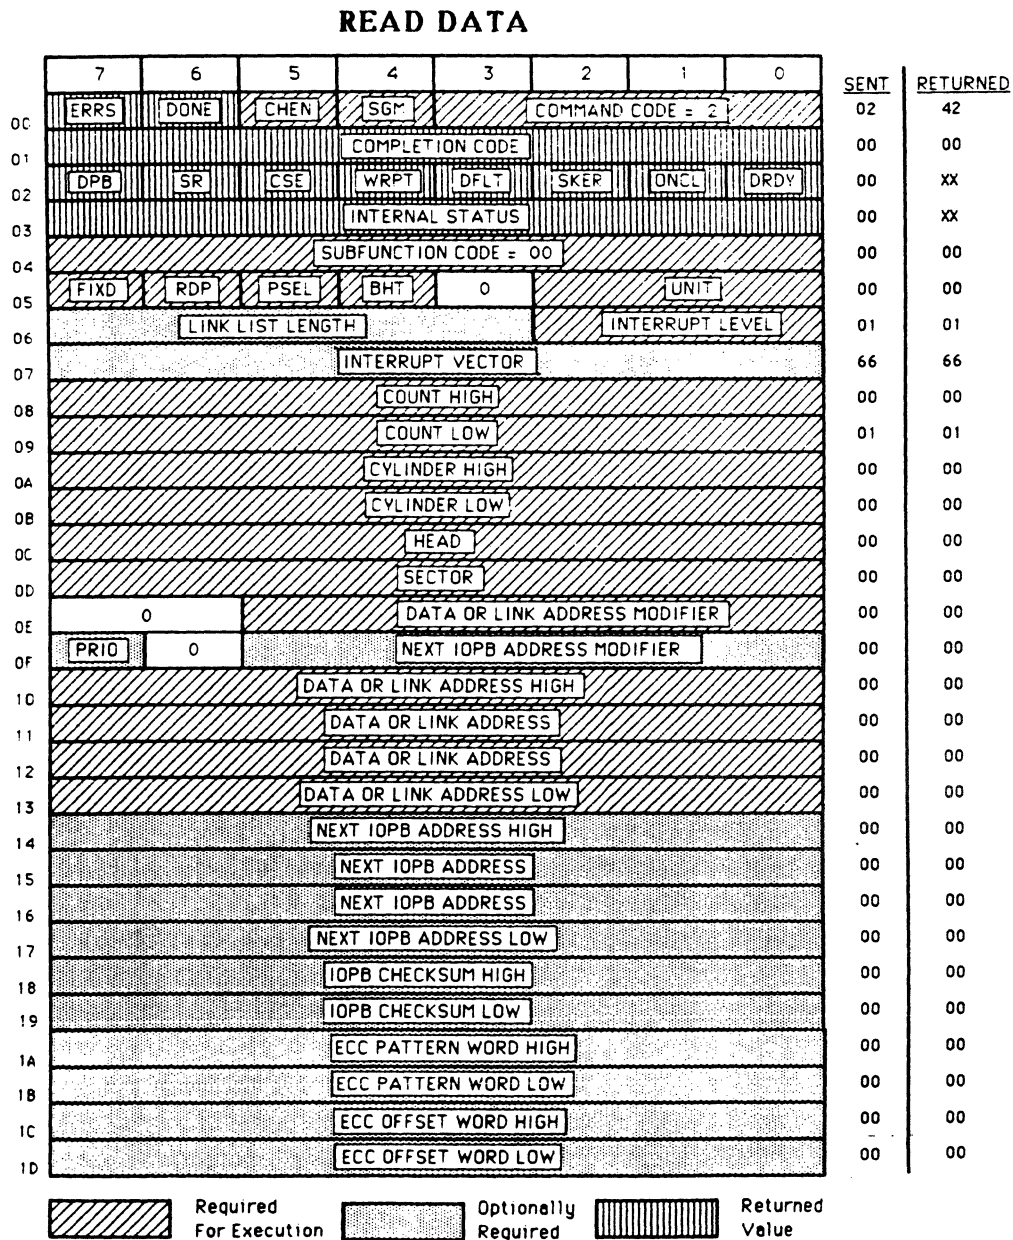 READ DATA
7 6 5 4 3 2 1 0 SENT RETURNED
00 ERRS DONE CHEN SGM COMMAND CODE = 2 02 42
01 COMPLETION CODE 00 00
02 DPB SR CSE WRPT DFLT SKER ONCL DRDY 00 XX
03 INTERNAL STATUS 00 XX
04 SUBFUNCTION CODE = 00 00 00
05 FIXD RDP PSEL BHT 0 UNIT 00 00
06 LINK LIST LENGTH INTERRUPT LEVEL 01 01
07 INTERRUPT VECTOR 66 66
08 COUNT HIGH 00 00
09 COUNT LOW 01 01
0A CYLINDER HIGH 00 00
0B CYLINDER LOW 00 00
0C HEAD 00 00
0D SECTOR 00 00
0E 0 DATA OR LINK ADDRESS MODIFIER 00 00
0F PRIO 0 NEXT IOPB ADDRESS MODIFIER 00 00
10 DATA OR LINK ADDRESS HIGH 00 00
11 DATA OR LINK ADDRESS 00 00
12 DATA OR LINK ADDRESS 00 00
13 DATA OR LINK ADDRESS LOW 00 00
14 NEXT IOPB ADDRESS HIGH 00 00
15 NEXT IOPB ADDRESS 00 00
16 NEXT IOPB ADDRESS 00 00
17 NEXT IOPB ADDRESS LOW 00 00
18 IOPB CHECKSUM HIGH 00 00
19 IOPB CHECKSUM LOW 00 00
1A ECC PATTERN WORD HIGH 00 00
1B ECC PATTERN WORD LOW 00 00
1C ECC OFFSET WORD HIGH 00 00
1D ECC OFFSET WORD LOW 00 00
Required Optionally Returned
For Execution Required Value